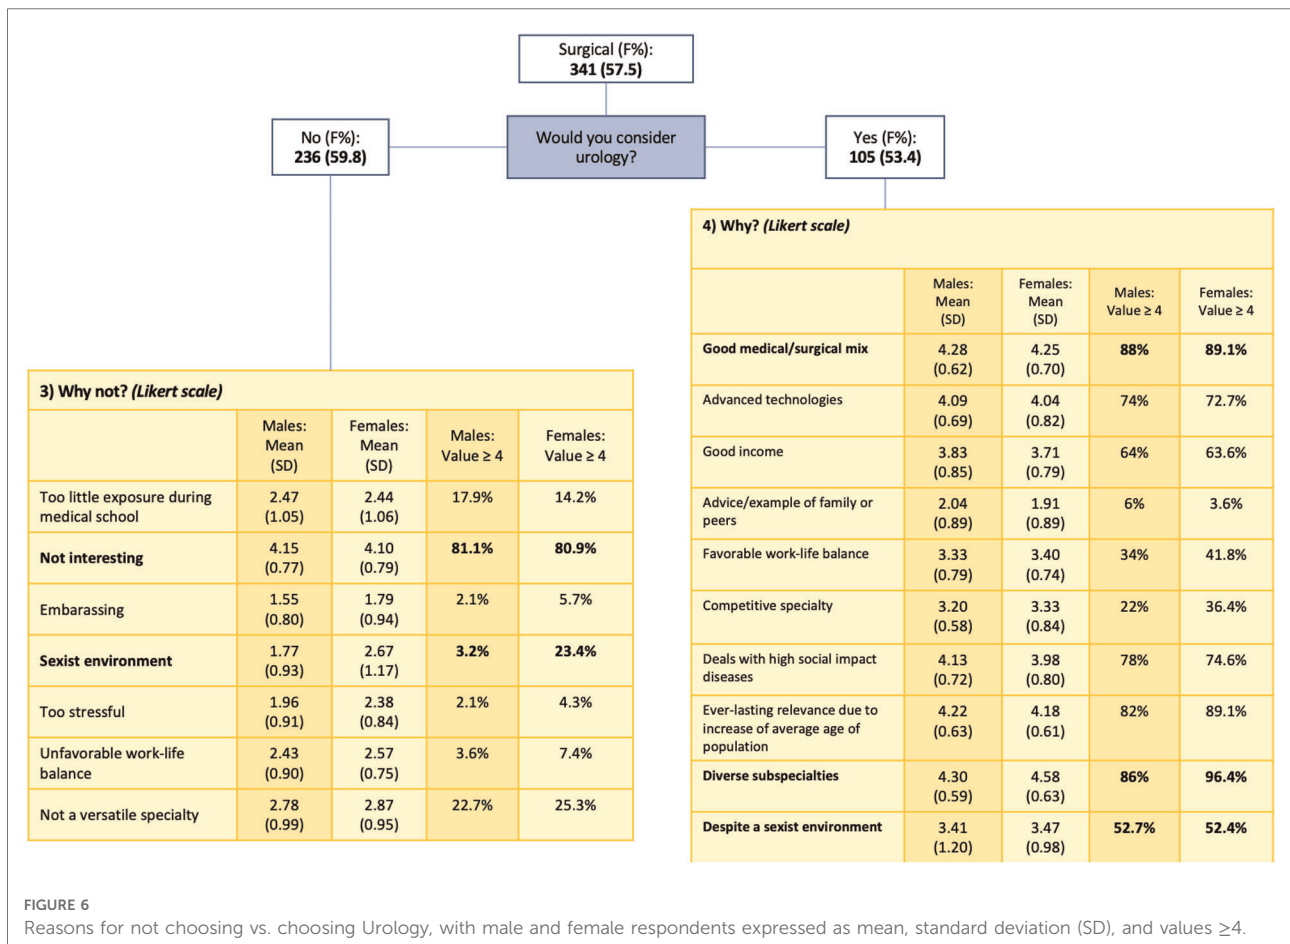 Surgical (F%):
341 (57.5)
No (F%):
236 (59.8)
Would you consider
urology?
Yes (F%):
105 (53.4)
3) Why not? (Likert scale)
Males:
Mean
(SD)
Females:
Mean
(SD)
Males:
Value ≥ 4
Females:
Value ≥ 4
Too little exposure during
medical school
2.47
(1.05)
2.44
(1.06)
17.9%
14.2%
Not interesting
4.15
(0.77)
4.10
(0.79)
81.1%
80.9%
Embarassing
1.55
(0.80)
1.79
(0.94)
2.1%
5.7%
Sexist environment
1.77
(0.93)
2.67
(1.17)
3.2%
23.4%
Too stressful
1.96
(0.91)
2.38
(0.84)
2.1%
4.3%
Unfavorable work-life
balance
2.43
(0.90)
2.57
(0.75)
3.6%
7.4%
Not a versatile specialty
2.78
(0.99)
2.87
(0.95)
22.7%
25.3%
4) Why? (Likert scale)
Males:
Mean
(SD)
Females:
Mean
(SD)
Males:
Value ≥ 4
Females:
Value ≥ 4
Good medical/surgical mix
4.28
(0.62)
4.25
(0.70)
88%
89.1%
Advanced technologies
4.09
(0.69)
4.04
(0.82)
74%
72.7%
Good income
3.83
(0.85)
3.71
(0.79)
64%
63.6%
Advice/example of family or
peers
2.04
(0.89)
1.91
(0.89)
6%
3.6%
Favorable work-life balance
3.33
(0.79)
3.40
(0.74)
34%
41.8%
Competitive specialty
3.20
(0.58)
3.33
(0.84)
22%
36.4%
Deals with high social impact
diseases
4.13
(0.72)
3.98
(0.80)
78%
74.6%
Ever-lasting relevance due to
increase of average age of
population
4.22
(0.63)
4.18
(0.61)
82%
89.1%
Diverse subspecialties
4.30
(0.59)
4.58
(0.63)
86%
96.4%
Despite a sexist environment
3.41
(1.20)
3.47
(0.98)
52.7%
52.4%
FIGURE 6
Reasons for not choosing vs. choosing Urology, with male and female respondents expressed as mean, standard deviation (SD), and values ≥4.